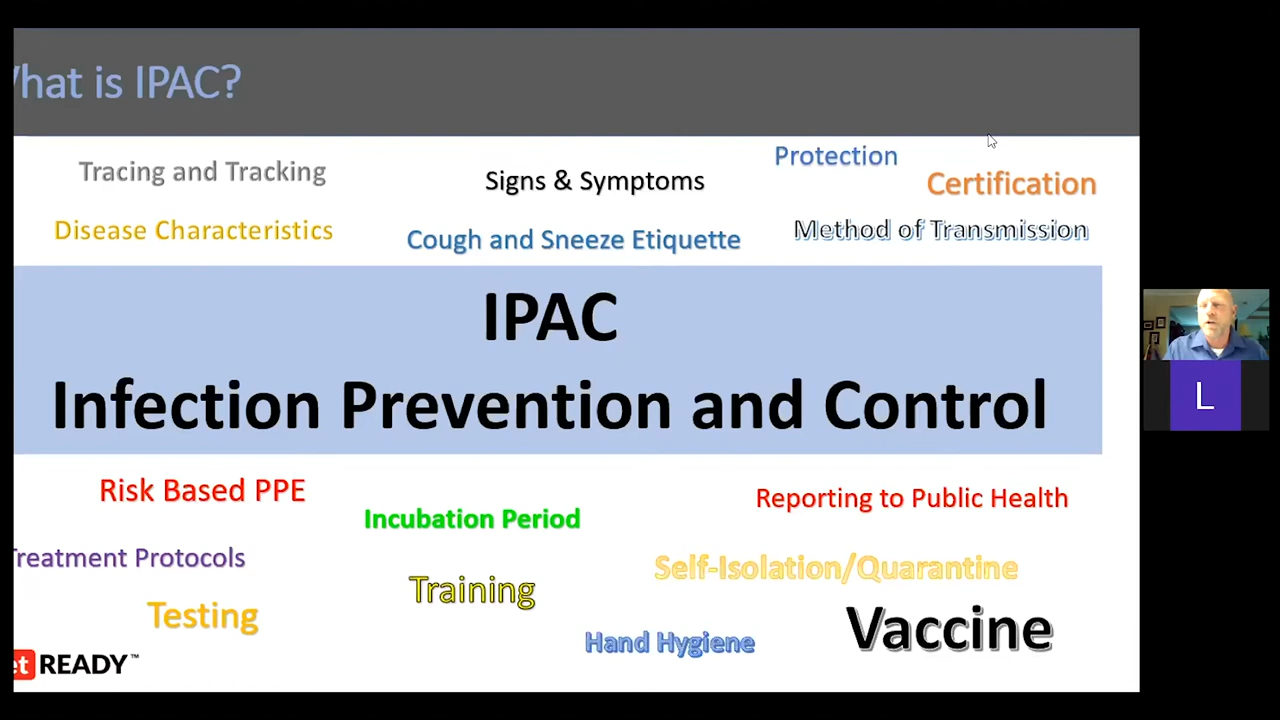 hat is IPAC?
Tracing and Tracking
Signs & Symptoms
Protection
Certification
Disease Characteristics
Cough and Sneeze Etiquette
Method of Transmission
IPAC
Infection Prevention and Control
Risk Based PPE
Incubation Period
Reporting to Public Health
Treatment Protocols
Training
Self-Isolation/Quarantine
Testing
Hand Hygiene
Vaccine
et READY™
L